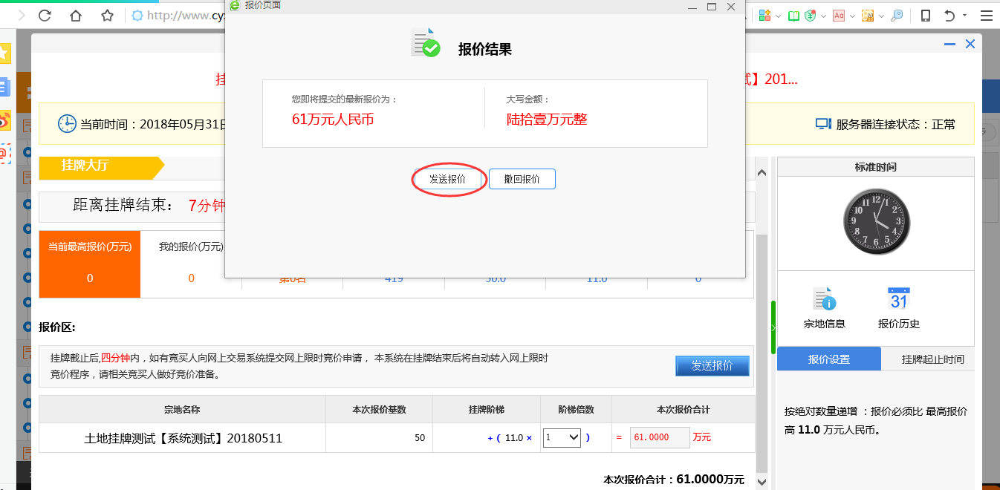 报价页面
http://www.cyx
报价结果
您即将提交的最新报价为：
大写金额：
61万元人民币
陆拾壹万元整
发送报价
撤回报价
挂
】201...
当前时间：2018年05月31日
服务器连接状态：正常
挂牌大厅
距离挂牌结束： 7分钟
当前最高报价(万元)
我的报价(万元)
0
0
第0名
419
50.0
11.0
0
标准时间
12
1
2
3
4
5
6
7
8
9
10
11
宗地信息
31
报价历史
报价区:
挂牌截止后,四分钟内，如有竞买人向网上交易系统提交网上限时竞价申请， 本系统在挂牌结束后将自动转入网上限时
竞价程序，请相关竞买人做好竞价准备。
发送报价
报价设置
挂牌起止时间
按绝对数量递增 ：报价必须比 最高报价
高 11.0 万元人民币。
宗地名称
本次报价基数
挂牌阶梯
阶梯倍数
本次报价合计
土地挂牌测试【系统测试】20180511
50
+ ( 11.0 ×
1
)
= 61.0000 万元
本次报价合计：61.0000万元